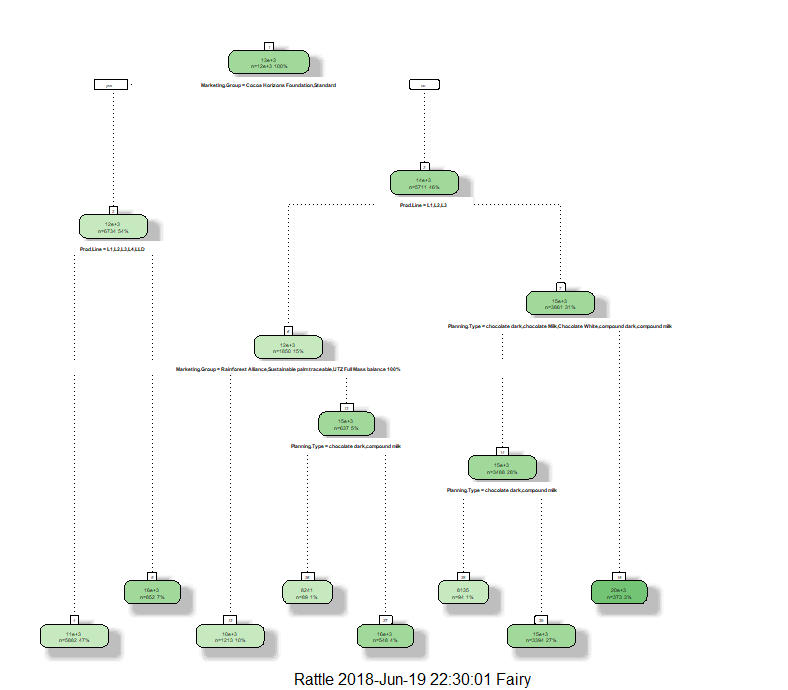 1
13e+3
n=12e+3 100%
yes
Marketing.Group = Cocoa Horizons Foundation,Standard
no
3
14e+3
n=5711 46%
Prod.Line = L1,L2,L3
2
12e+3
n=6734 54%
Prod.Line = L1,L2,L3,L4,LLD
7
15e+3
n=3861 31%
Planning.Type = chocolate dark,chocolate Milk,Chocolate White,compound dark,compound milk
6
12e+3
n=1850 15%
Marketing.Group = Rainforest Alliance,Sustainable palm:traceable,UTZ Full Mass balance 100%
13
15e+3
n=637 5%
Planning.Type = chocolate dark,compound milk
14
15e+3
n=3488 28%
Planning.Type = chocolate dark,compound milk
5
16e+3
n=852 7%
26
8241
n=89 1%
28
8135
n=94 1%
15
20e+3
n=373 3%
4
11e+3
n=5882 47%
12
10e+3
n=1213 10%
27
16e+3
n=548 4%
29
15e+3
n=3394 27%
Rattle 2018-Jun-19 22:30:01 Fairy